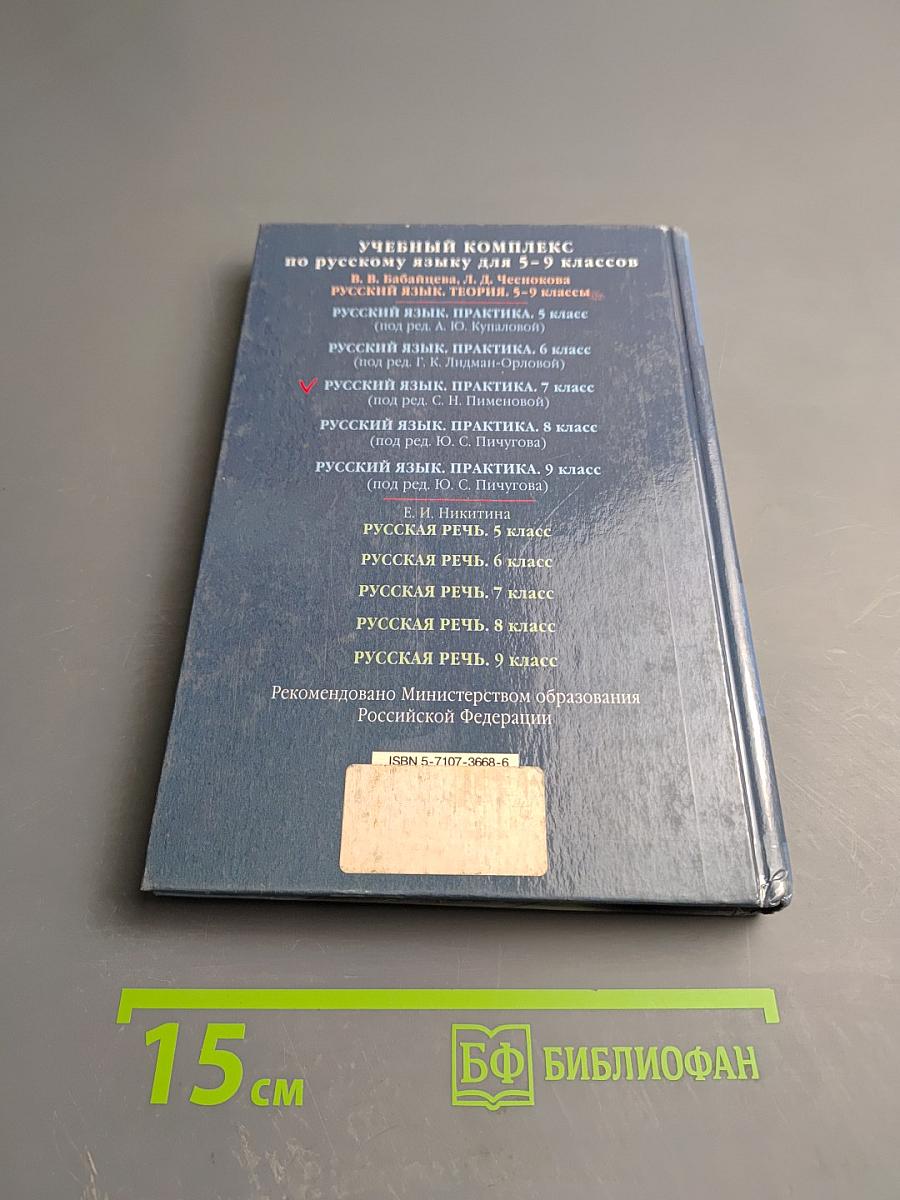 УЧЕБНЫЙ КОМПЛЕКС
по русскому языку для 5-9 классов
В. В. Бабайцева, Л. Д. Чеснокова
РУССКИЙ ЯЗЫК. ТЕОРИЯ. 5-9 классы
РУССКИЙ ЯЗЫК. ПРАКТИКА. 5 класс
(под ред. А. Ю. Купаловой)
РУССКИЙ ЯЗЫК. ПРАКТИКА. 6 класс
(под ред. Г. К. Лидман-Орловой)
РУССКИЙ ЯЗЫК. ПРАКТИКА. 7 класс
(под ред. С. Н. Пименовой)
РУССКИЙ ЯЗЫК. ПРАКТИКА. 8 класс
(под ред. Ю. С. Пичугова)
РУССКИЙ ЯЗЫК. ПРАКТИКА. 9 класс
(под ред. Ю. С. Пичугова)
Е. И. Никитина
РУССКАЯ РЕЧЬ. 5 класс
РУССКАЯ РЕЧЬ. 6 класс
РУССКАЯ РЕЧЬ. 7 класс
РУССКАЯ РЕЧЬ. 8 класс
РУССКАЯ РЕЧЬ. 9 класс
Рекомендовано Министерством образования
Российской Федерации
ISBN 5-7107-3668-6
15 см
БФ БИБЛИОФАН